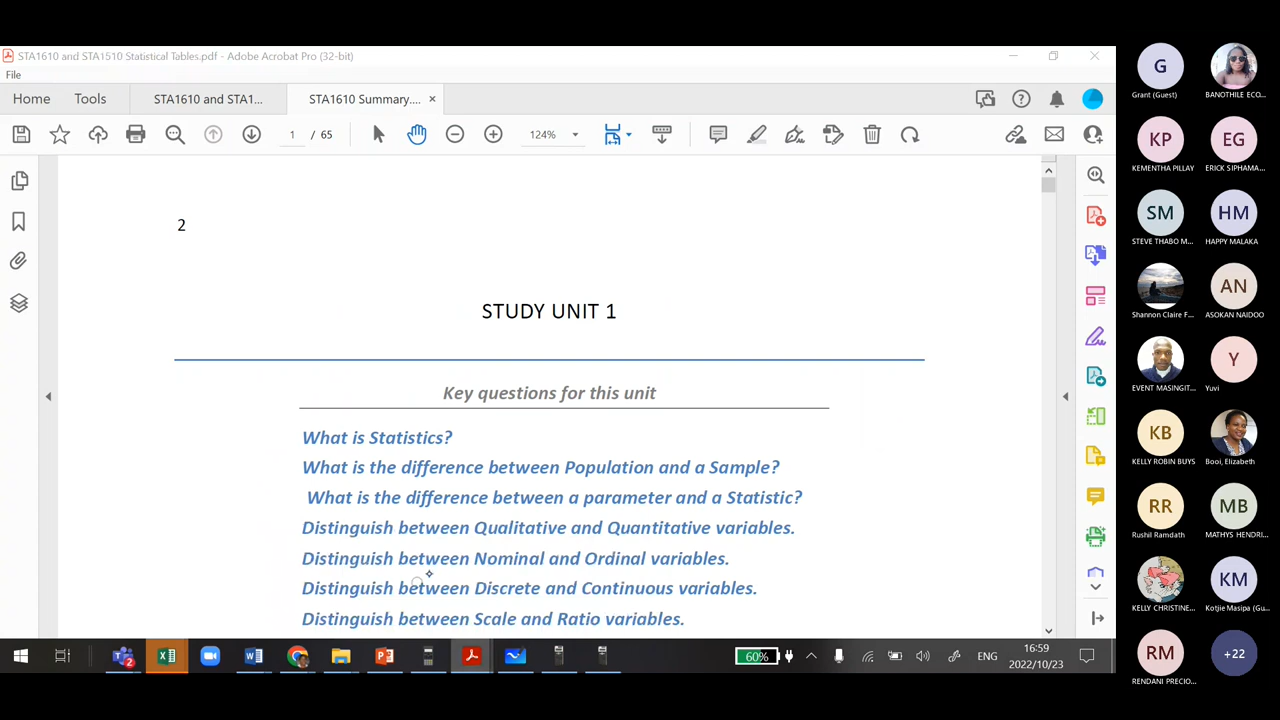 STA1610 and STA1510 Statistical Tables.pdf - Adobe Acrobat Pro (32-bit)
File
Home Tools STA1610 and STA1... STA1610 Summary.... ×
1 / 65 124%
2
STUDY UNIT 1
Key questions for this unit
What is Statistics?
What is the difference between Population and a Sample?
What is the difference between a parameter and a Statistic?
Distinguish between Qualitative and Quantitative variables.
Distinguish between Nominal and Ordinal variables.
Distinguish between Discrete and Continuous variables.
Distinguish between Scale and Ratio variables.
2
60%
ENG
16:59
2022/10/23
G
Grant (Guest)
BANOTHILE ECO...
KP
KEMENTHA PILLAY
EG
ERICK SIPHAMA...
SM
STEVE THABO M...
HM
HAPPY MALAKA
Shannon Claire F...
AN
ASOKAN NAIDOO
EVENT MASINGIT...
Y
Yuvi
KB
KELLY ROBIN BUYS
Booi, Elizabeth
RR
Rushil Ramdath
MB
MATHYS HENDRI...
KELLY CHRISTINE...
KM
Kotjie Masipa (Gu...
RM
RENDANI PRECIO...
+22